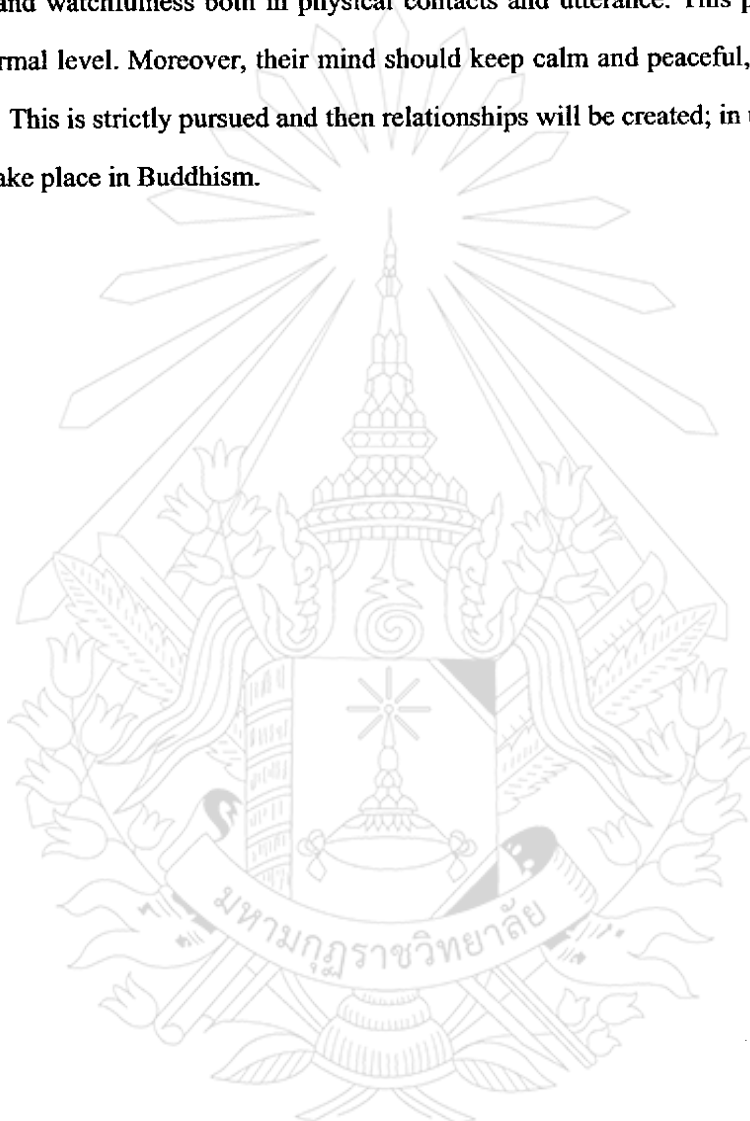 and watchfulness both in physical contacts and utterance. This
rmal level. Moreover, their mind should keep calm and peaceful,
This is strictly pursued and then relationships will be created; in
ake place in Buddhism.
มหามกุฏราชวิทยาลัย